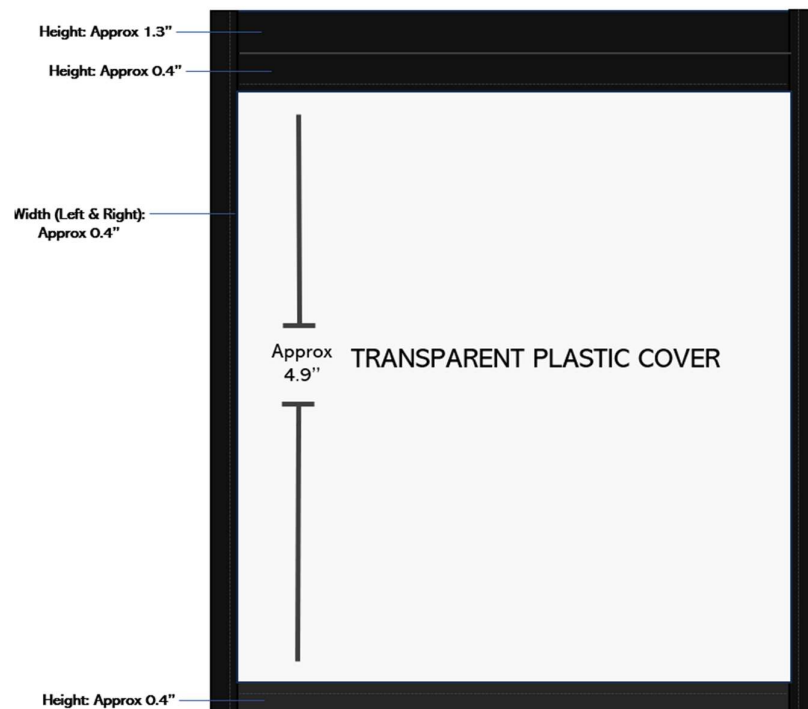 Height: Approx 1.3”
Height: Approx 0.4”
Width (Left & Right):
Approx 0.4”
Approx
4.9’’
TRANSPARENT PLASTIC COVER
Height: Approx 0.4”